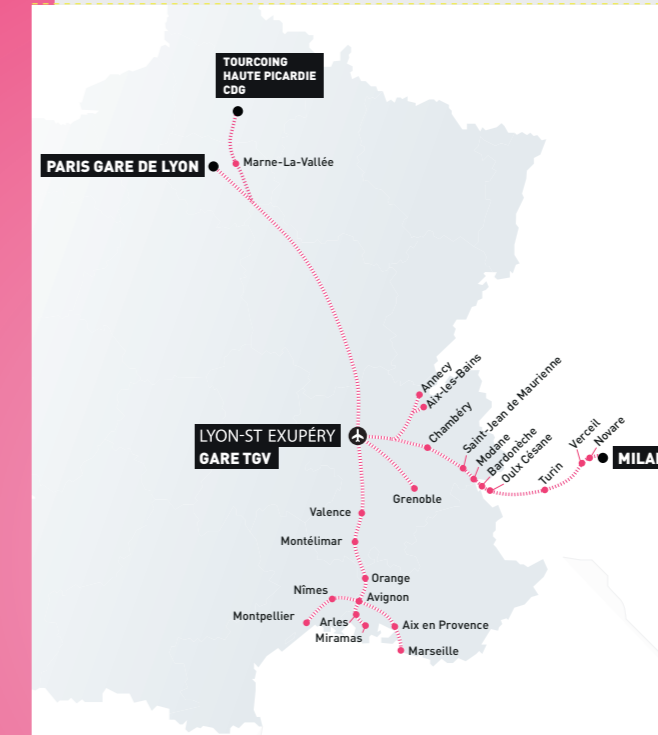 TOURCOING
HAUTE PICARDIE
CDG
PARIS GARE DE LYON
Marne-La-Vallée
Annecy
Aix-les-Bains
Chambéry
Saint-Jean de Maurienne
Modane
Bardonèche
Oulx Césane
Turin
Verceil
Novare
MILAN
LYON-ST EXUPÉRY
GARE TGV
Grenoble
Valence
Montélimar
Orange
Nîmes
Avignon
Montpellier
Arles
Aix en Provence
Miramas
Marseille